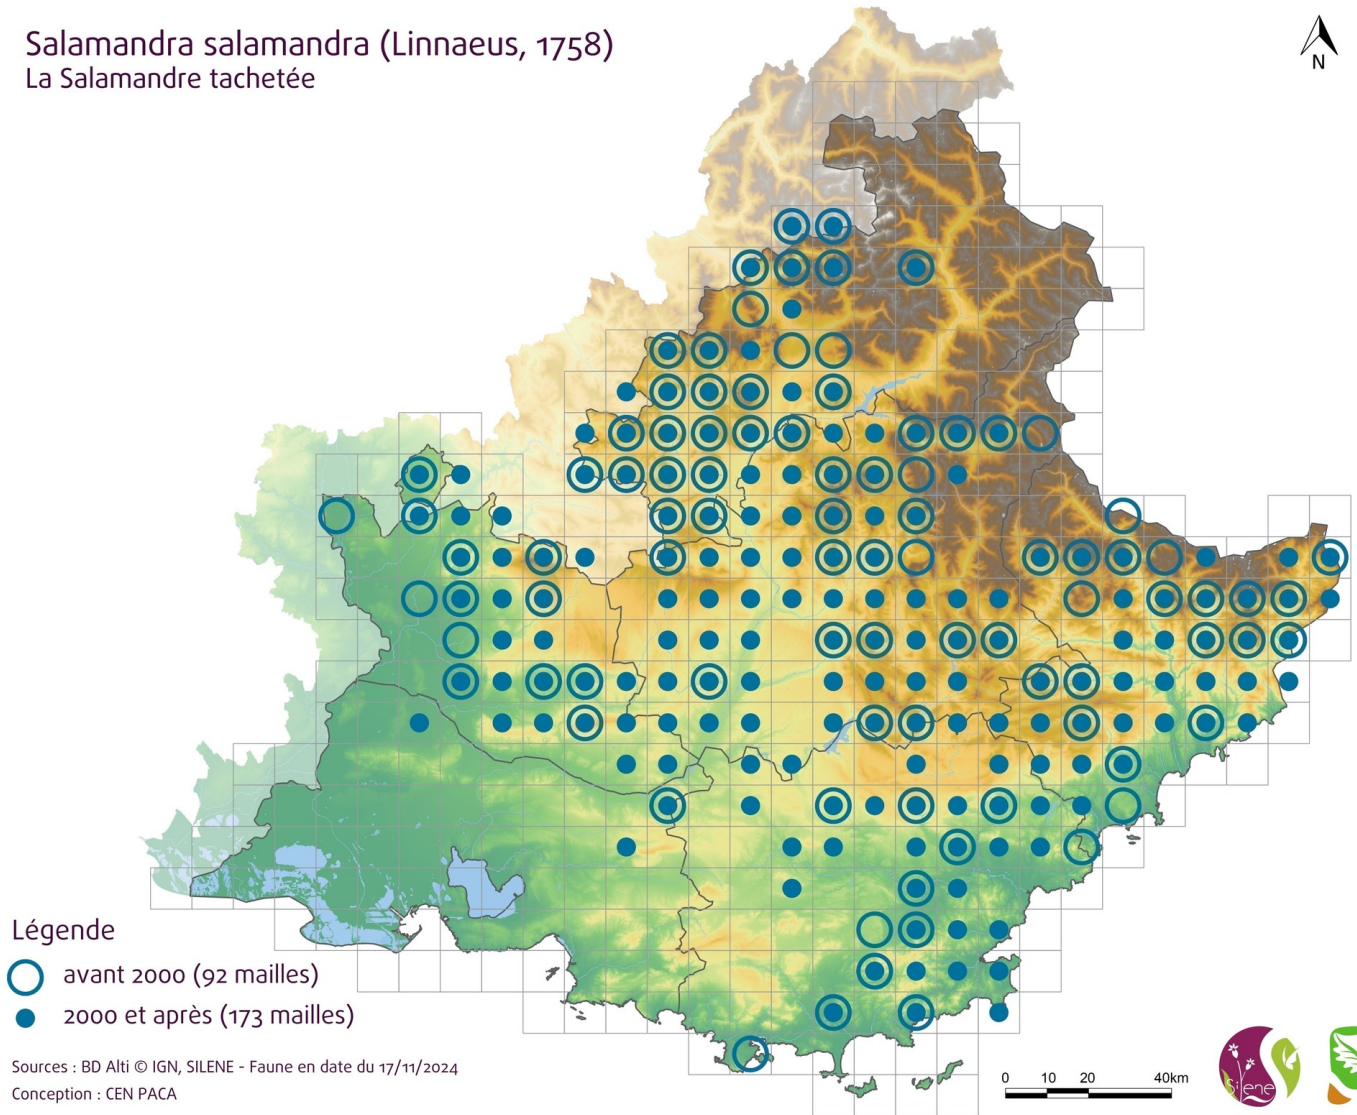 Salamandra salamandra (Linnaeus, 1758)
La Salamandre tachetée
N
Légende
avant 2000 (92 mailles)
2000 et après (173 mailles)
Sources : BD Alti © IGN, SILENE - Faune en date du 17/11/2024
Conception : CEN PACA
0 10 20 40km
Silene